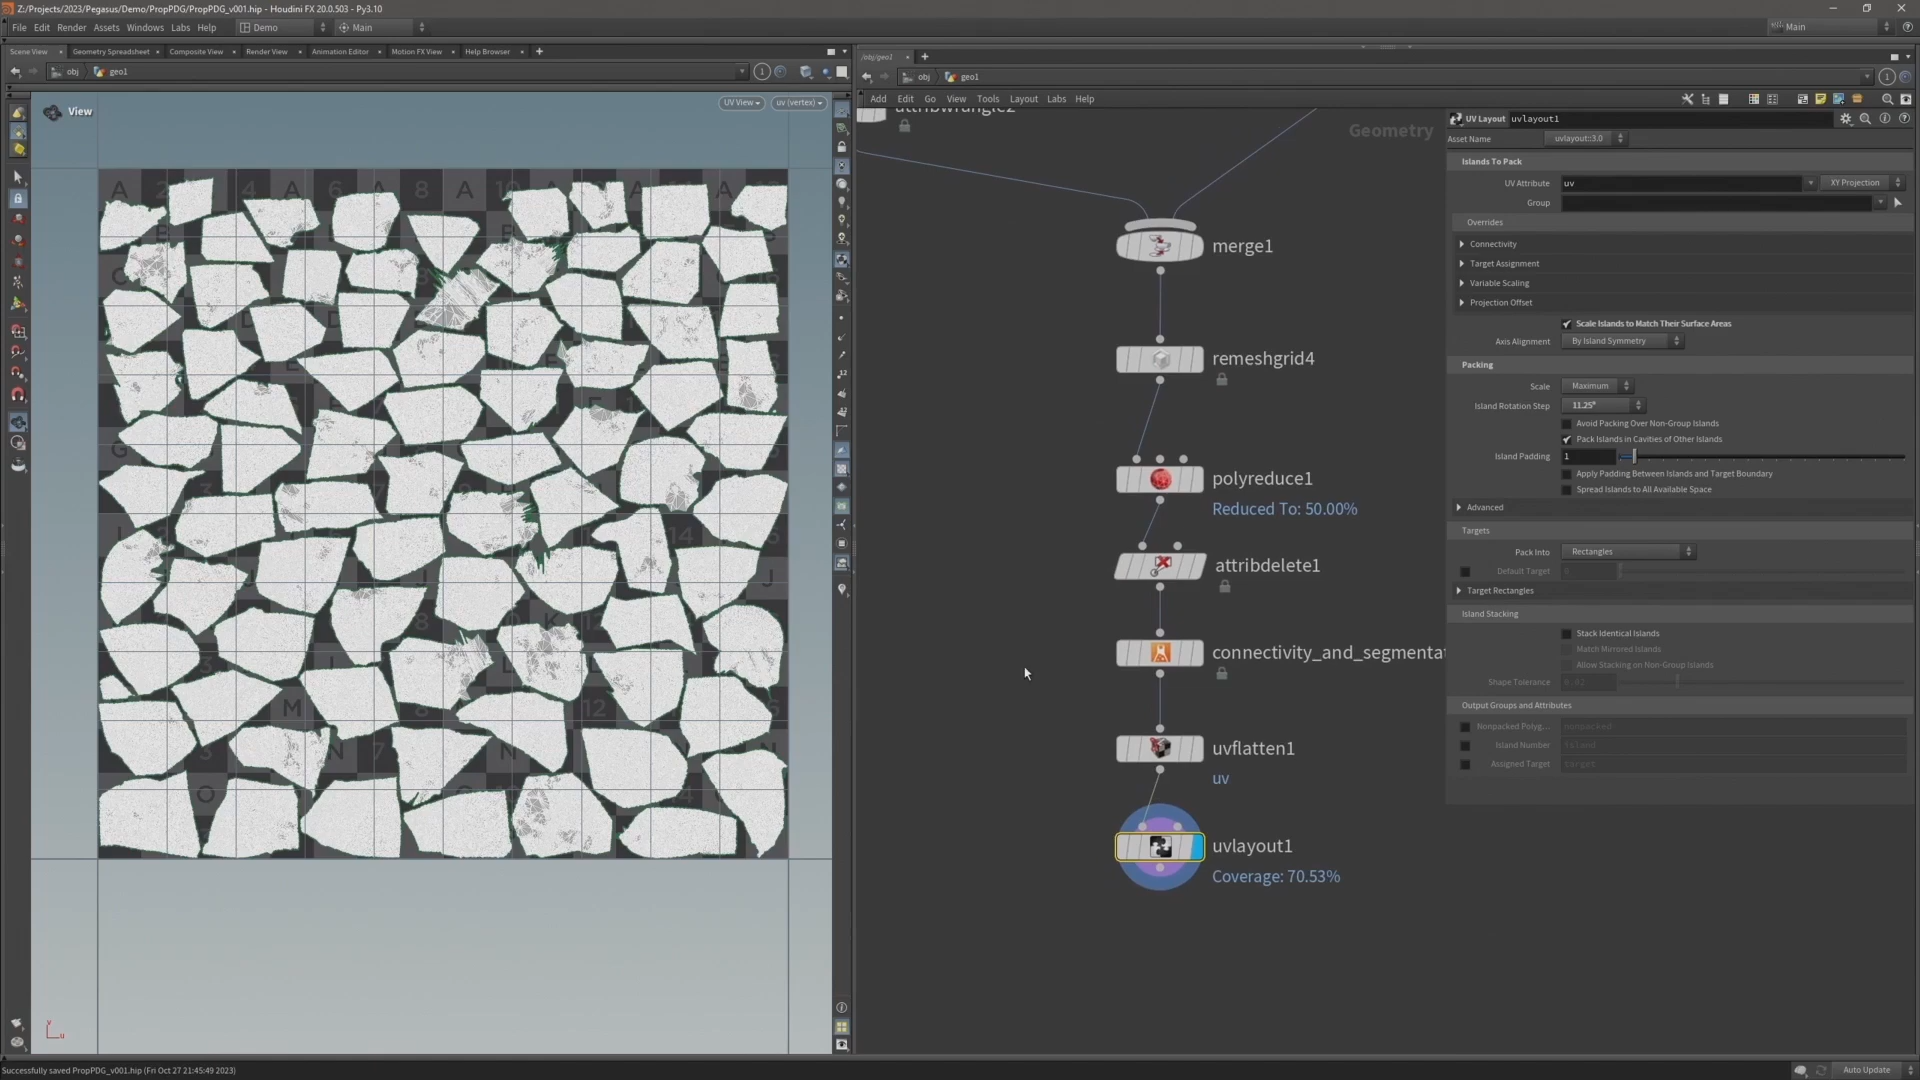 Z:/Projects/2023/Pegasus/Demo/PropPDG/PropPDG_v001.hip - Houdini FX 20.0.503 - Py3.10
File Edit Render Assets Windows Labs Help Demo Main Main
Scene View Geometry Spreadsheet Composite View Render View Animation Editor Motion FX View Help Browser
obj geo1
View UV View uv (vertex)
/obj/geo1
obj geo1
Add Edit Go View Tools Layout Labs Help
Geometry
attribwrangle2
merge1
remeshgrid4
polyreduce1
Reduced To: 50.00%
attribdelete1
connectivity_and_segmentat
uvflatten1
uv
uvlayout1
Coverage: 70.53%
UV Layout uvlayout1
Asset Name uvlayout::3.0
Islands To Pack
UV Attribute uv XY Projection
Group
Overrides
Connectivity
Target Assignment
Variable Scaling
Projection Offset
Scale Islands to Match Their Surface Areas
Axis Alignment By Island Symmetry
Packing
Scale Maximum
Island Rotation Step 11.25°
Avoid Packing Over Non-Group Islands
Pack Islands in Cavities of Other Islands
Island Padding 1
Apply Padding Between Islands and Target Boundary
Spread Islands to All Available Space
Advanced
Targets
Pack Into Rectangles
Default Target 0
Target Rectangles
Island Stacking
Stack Identical Islands
Match Mirrored Islands
Allow Stacking on Non-Group Islands
Shape Tolerance 0.02
Output Groups and Attributes
Nonpacked Polyg... nonpacked
Island Number island
Assigned Target target
Successfully saved PropPDG_v001.hip (Fri Oct 27 21:45:49 2023)
Auto Update